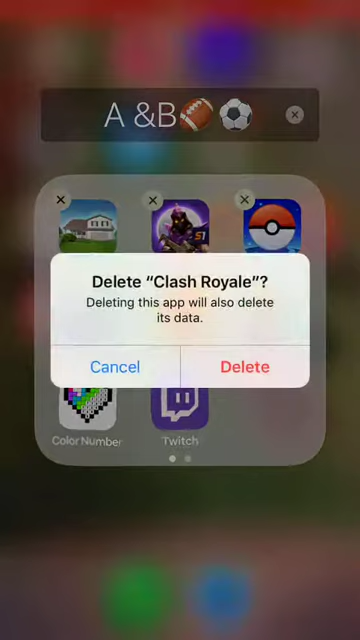 A &B🏈⚽
Delete “Clash Royale”?
Deleting this app will also delete
its data.
Cancel
Delete
Color Number
Twitch